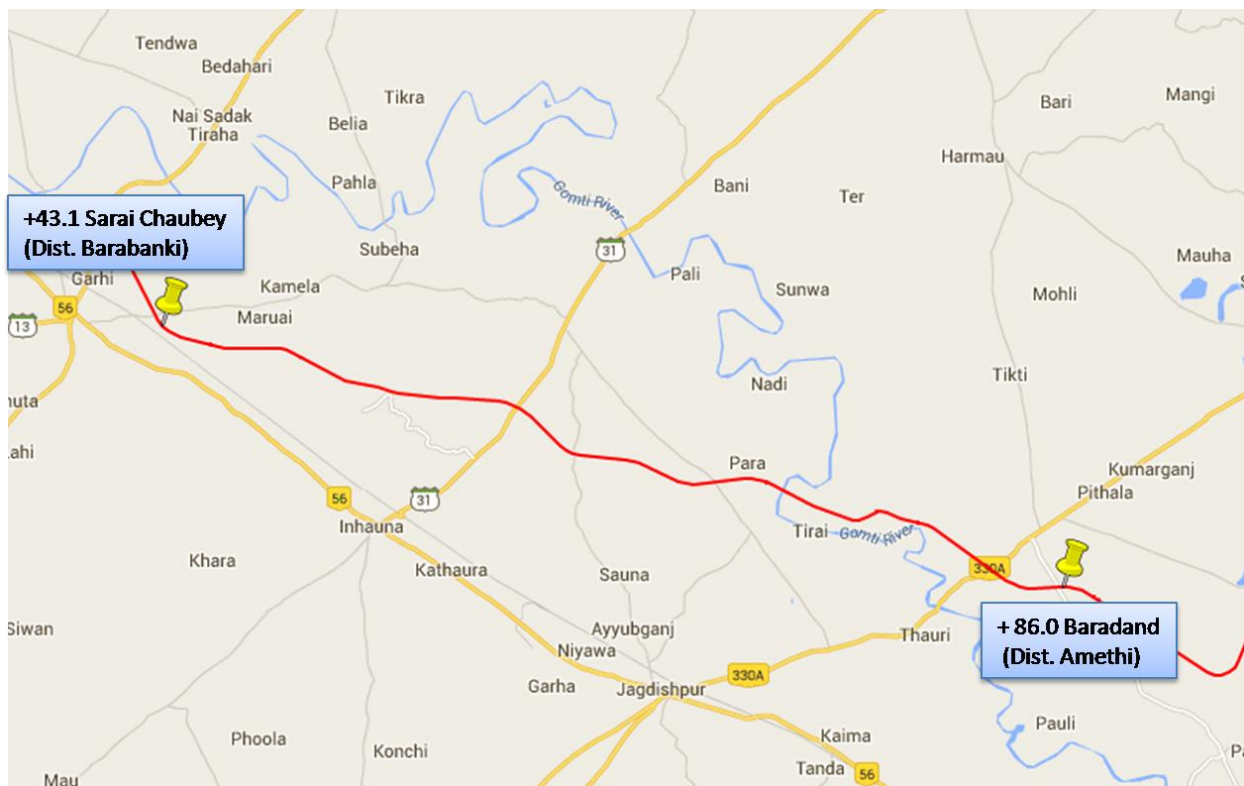 Tendwa
Bedahari
Nai Sadak
Tiraha
Tikra
Belia
Pahla
Subeha
Gomti River
Bani
Ter
Bari
Mangi
Harmau
+43.1 Sarai Chaubey
(Dist. Barabanki)
Garhi
Kamela
Maruai
56
13
31
Pali
Sunwa
Mauha
Mohli
Nadi
Tikti
Para
Kumarganj
Pithala
56
31
Inhauna
Tirai
Gomti River
330A
Khara
Kathaura
Sauna
Siwan
Ayyubganj
Niyawa
Thauri
+ 86.0 Baradand
(Dist. Amethi)
Garha
Jagdishpur
330A
Phoola
Konchi
Kaima
Pauli
Tanda
56
Mau